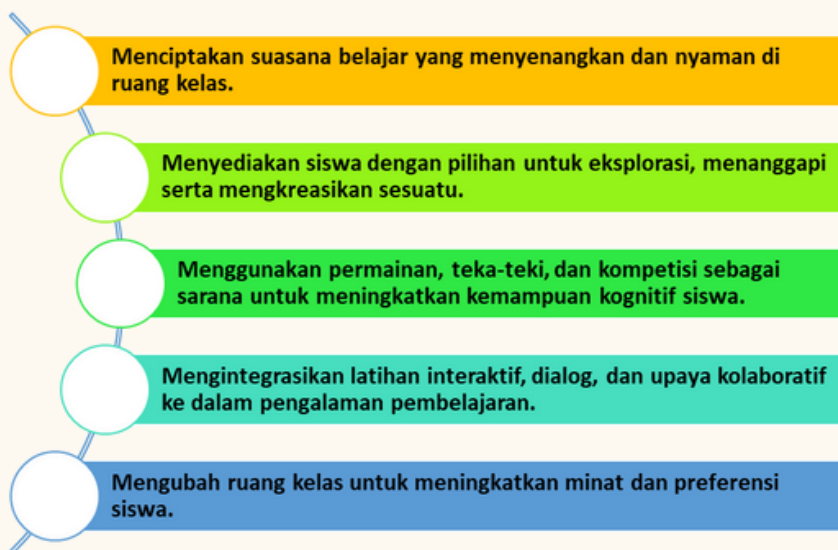 Menciptakan suasana belajar yang menyenangkan dan nyaman di
ruang kelas.
Menyediakan siswa dengan pilihan untuk eksplorasi, menanggapi
serta mengkreasikan sesuatu.
Menggunakan permainan, teka-teki, dan kompetisi sebagai
sarana untuk meningkatkan kemampuan kognitif siswa.
Mengintegrasikan latihan interaktif, dialog, dan upaya kolaboratif
ke dalam pengalaman pembelajaran.
Mengubah ruang kelas untuk meningkatkan minat dan preferensi
siswa.